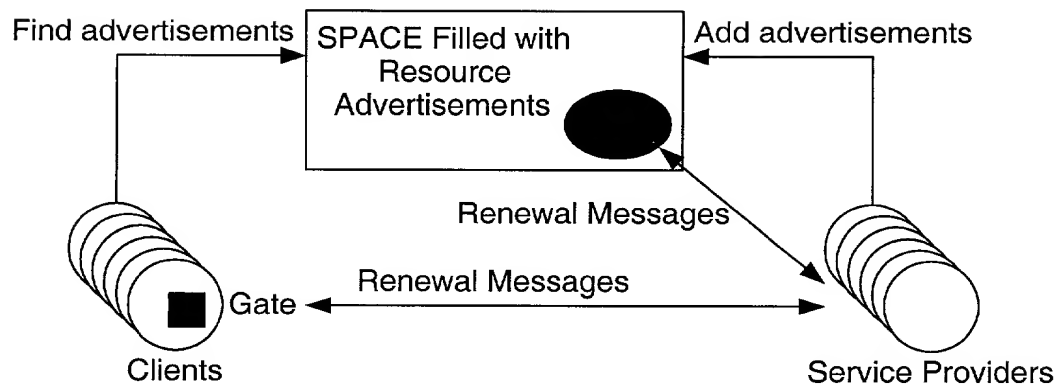 Find advertisements
SPACE Filled with
Resource
Advertisements
Add advertisements
Renewal Messages
Renewal Messages
Gate
Clients
Service Providers